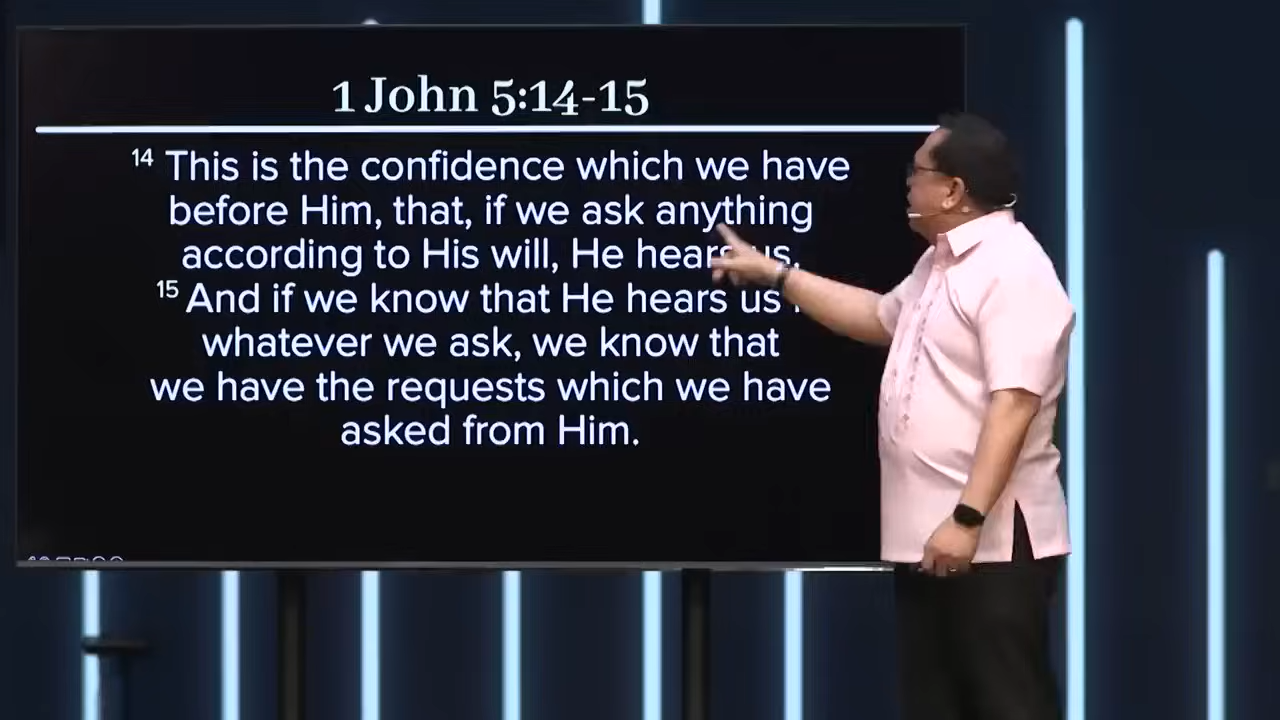 1 John 5:14-15
14 This is the confidence which we have
before Him, that, if we ask anything
according to His will, He hears us.
15 And if we know that He hears us
whatever we ask, we know that
we have the requests which we have
asked from Him.